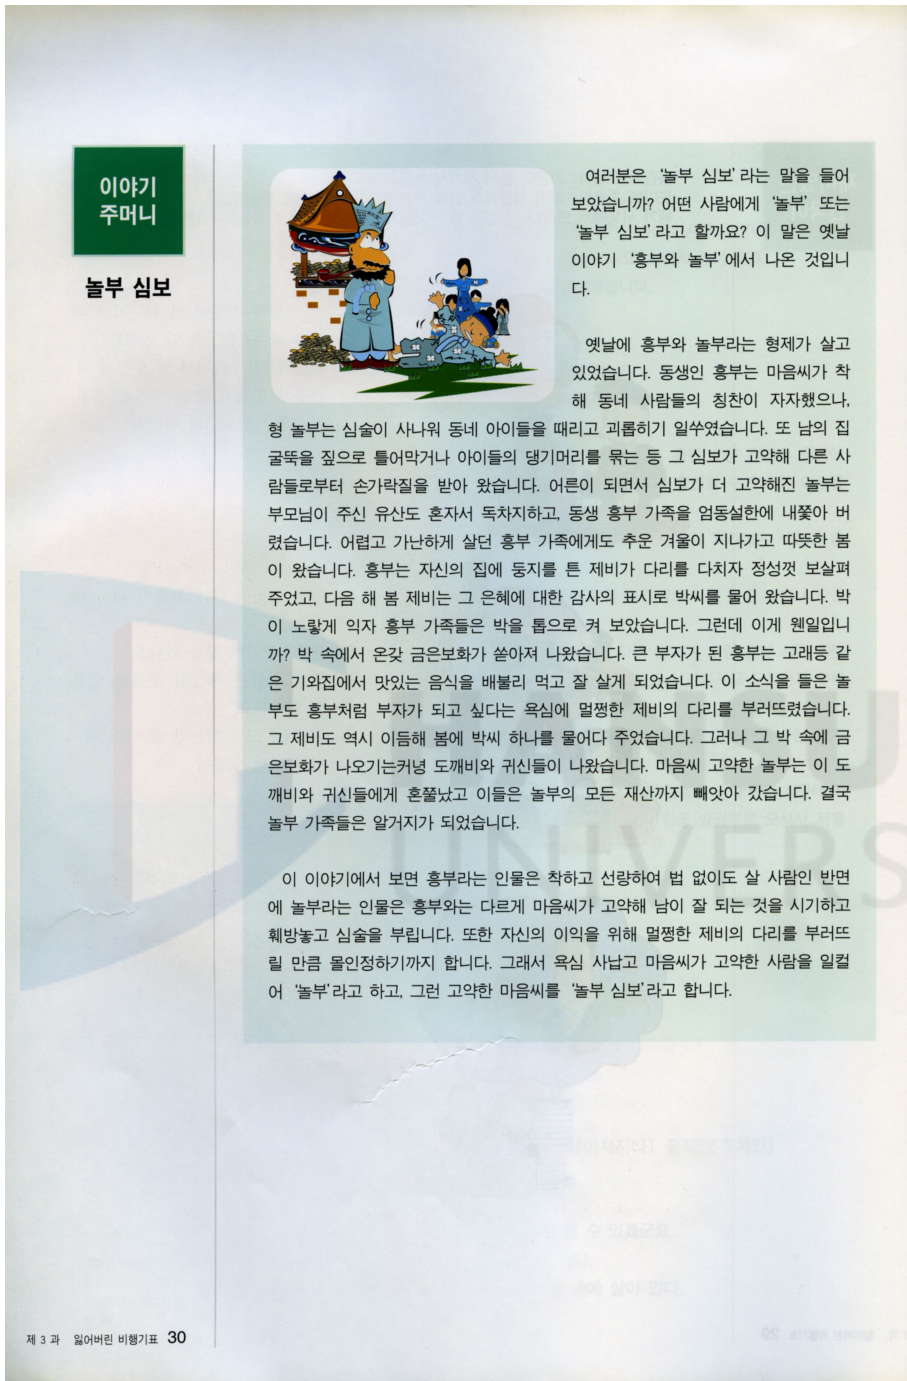 이야기
주머니
놀부 심보
여러분은 '놀부 심보'라는 말을 들어
보았습니까? 어떤 사람에게 '놀부' 또는
'놀부 심보'라고 할까요? 이 말은 옛날
이야기 '흥부와 놀부'에서 나온 것입니
다.
옛날에 흥부와 놀부라는 형제가 살고
있었습니다. 동생인 흥부는 마음씨가 착
해 동네 사람들의 칭찬이 자자했으나,
형 놀부는 심술이 사나워 동네 아이들을 때리고 괴롭히기 일쑤였습니다. 또 남의 집
굴뚝을 짚으로 틀어막거나 아이들의 댕기머리를 묶는 등 그 심보가 고약해 다른 사
람들로부터 손가락질을 받아 왔습니다. 어른이 되면서 심보가 더 고약해진 놀부는
부모님이 주신 유산도 혼자서 독차지하고, 동생 흥부 가족을 엄동설한에 내쫓아 버
렸습니다. 어렵고 가난하게 살던 흥부 가족에게도 추운 겨울이 지나가고 따뜻한 봄
이 왔습니다. 흥부는 자신의 집에 둥지를 튼 제비가 다리를 다치자 정성껏 보살펴
주었고, 다음 해 봄 제비는 그 은혜에 대한 감사의 표시로 박씨를 물어 왔습니다. 박
이 노랗게 익자 흥부 가족들은 박을 톱으로 켜 보았습니다. 그런데 이게 웬일입니
까? 박 속에서 온갖 금은보화가 쏟아져 나왔습니다. 큰 부자가 된 흥부는 고래등 같
은 기와집에서 맛있는 음식을 배불리 먹고 잘 살게 되었습니다. 이 소식을 들은 놀
부도 흥부처럼 부자가 되고 싶다는 욕심에 멀쩡한 제비의 다리를 부러뜨렸습니다.
그 제비도 역시 이듬해 봄에 박씨 하나를 물어다 주었습니다. 그러나 그 박 속에 금
은보화가 나오기는커녕 도깨비와 귀신들이 나왔습니다. 마음씨 고약한 놀부는 이 도
깨비와 귀신들에게 혼쭐났고 이들은 놀부의 모든 재산까지 빼앗아 갔습니다. 결국
놀부 가족들은 알거지가 되었습니다.
이 이야기에서 보면 흥부라는 인물은 착하고 선량하여 법 없이도 살 사람인 반면
에 놀부라는 인물은 흥부와는 다르게 마음씨가 고약해 남이 잘 되는 것을 시기하고
훼방놓고 심술을 부립니다. 또한 자신의 이익을 위해 멀쩡한 제비의 다리를 부러뜨
릴 만큼 몰인정하기까지 합니다. 그래서 욕심 사납고 마음씨가 고약한 사람을 일컬
어 '놀부'라고 하고, 그런 고약한 마음씨를 '놀부 심보'라고 합니다.
HANSU
UNIVERS
제 3 과 잃어버린 비행기표 30